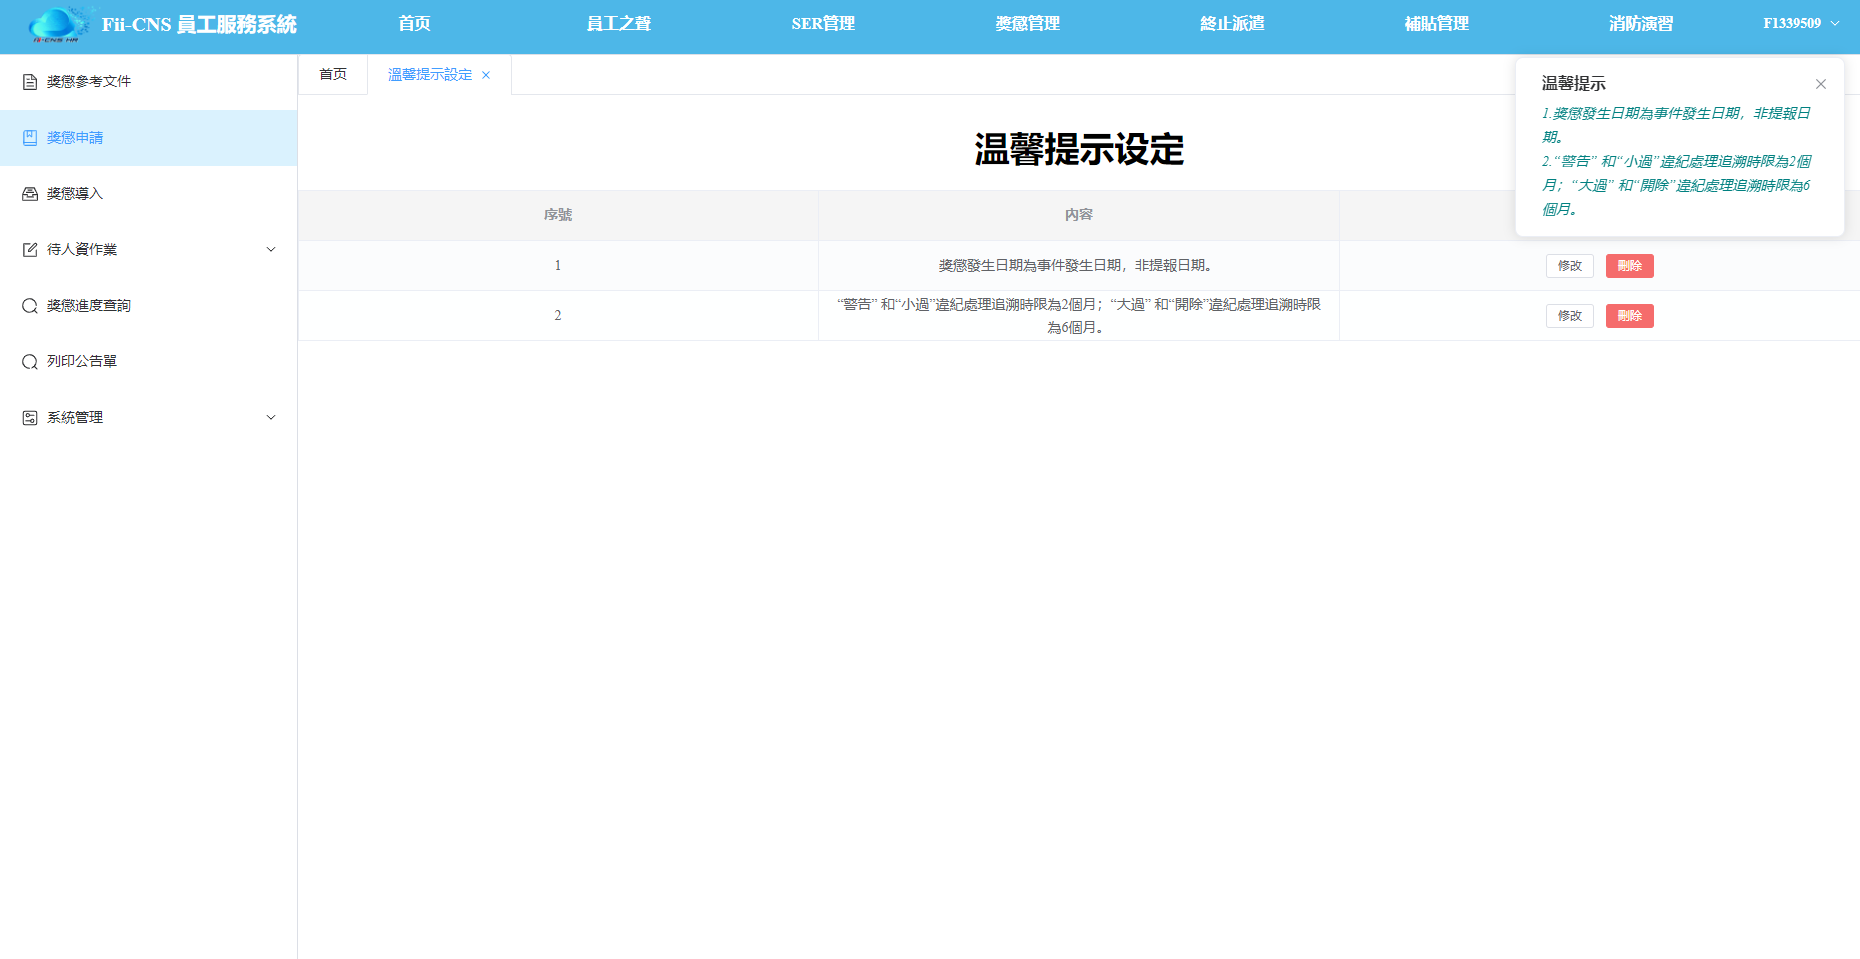 Fii-CNS 員工服務系統
首页
員工之聲
SER管理
獎懲管理
終止派遣
補貼管理
消防演習
F1339509
獎懲參考文件
獎懲申請
獎懲導入
待人資作業
獎懲進度查詢
列印公告單
系統管理
首页
溫馨提示設定
温馨提示设定
序號
内容
1
獎懲發生日期為事件發生日期，非提報日期。
修改
刪除
2
“警告” 和“小過”違紀處理追溯時限為2個月；“大過” 和“開除”違紀處理追溯時限
為6個月。
修改
刪除
温馨提示
1.獎懲發生日期為事件發生日期，非提報日
期。
2.“警告” 和“小過”違紀處理追溯時限為2個
月；“大過” 和“開除”違紀處理追溯時限為6
個月。